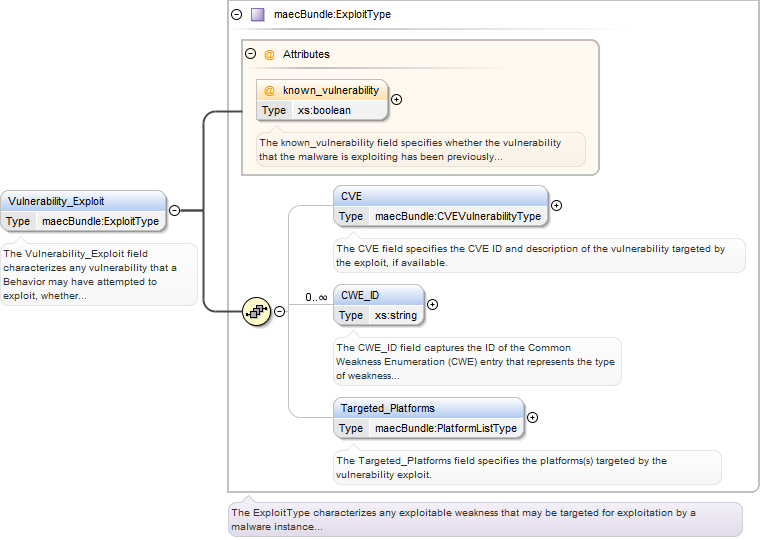 maecBundle:ExploitType
@ Attributes
@ known_vulnerability
Type xs:boolean
The known_vulnerability field specifies whether the vulnerability
that the malware is exploiting has been previously...
Vulnerability_Exploit
Type maecBundle:ExploitType
The Vulnerability_Exploit field
characterizes any vulnerability that a
Behavior may have attempted to
exploit, whether...
CVE
Type maecBundle:CVEVulnerabilityType
The CVE field specifies the CVE ID and description of the vulnerability targeted by
the exploit, if available.
0..∞
CWE_ID
Type xs:string
The CWE_ID field captures the ID of the Common
Weakness Enumeration (CWE) entry that represents the type
of weakness...
Targeted_Platforms
Type maecBundle:PlatformListType
The Targeted_Platforms field specifies the platforms(s) targeted by the
vulnerability exploit.
The ExploitType characterizes any exploitable weakness that may be targeted for exploitation by a
malware instance...